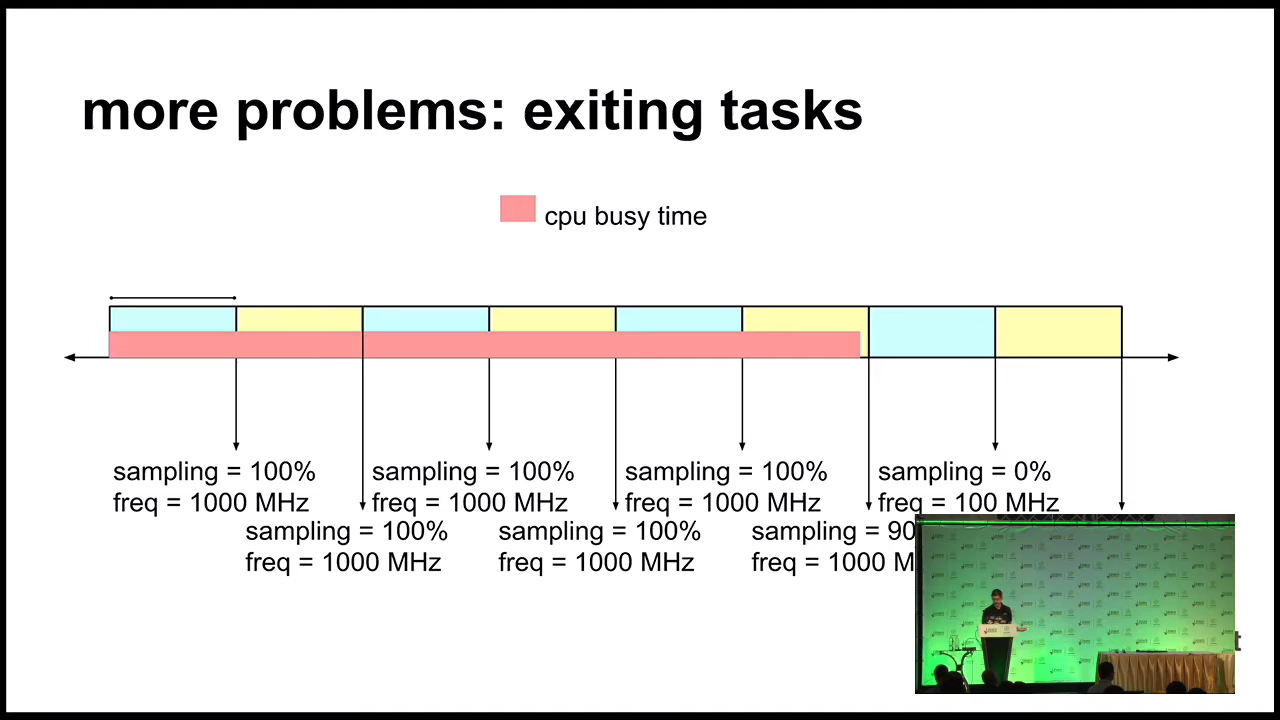 more problems: exiting tasks
cpu busy time
sampling = 100%
freq = 1000 MHz
sampling = 100%
freq = 1000 MHz
sampling = 100%
freq = 1000 MHz
sampling = 0%
freq = 100 MHz
sampling = 100%
freq = 1000 MHz
sampling = 100%
freq = 1000 MHz
sampling = 90
freq = 1000 M